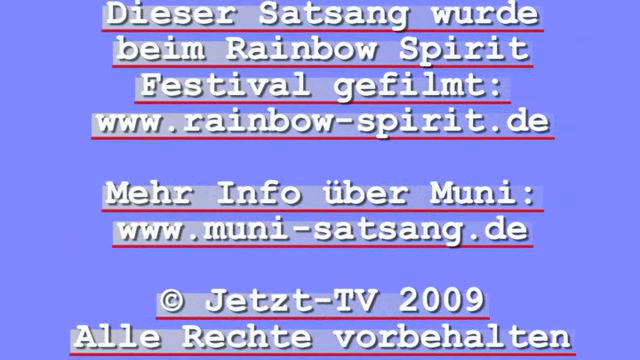 Dieser Satsang wurde
beim Rainbow Spirit
Festival gefilmt:
www.rainbow-spirit.de
Mehr Info über Muni:
www.muni-satsang.de
© Jetzt-TV 2009
Alle Rechte vorbehalten